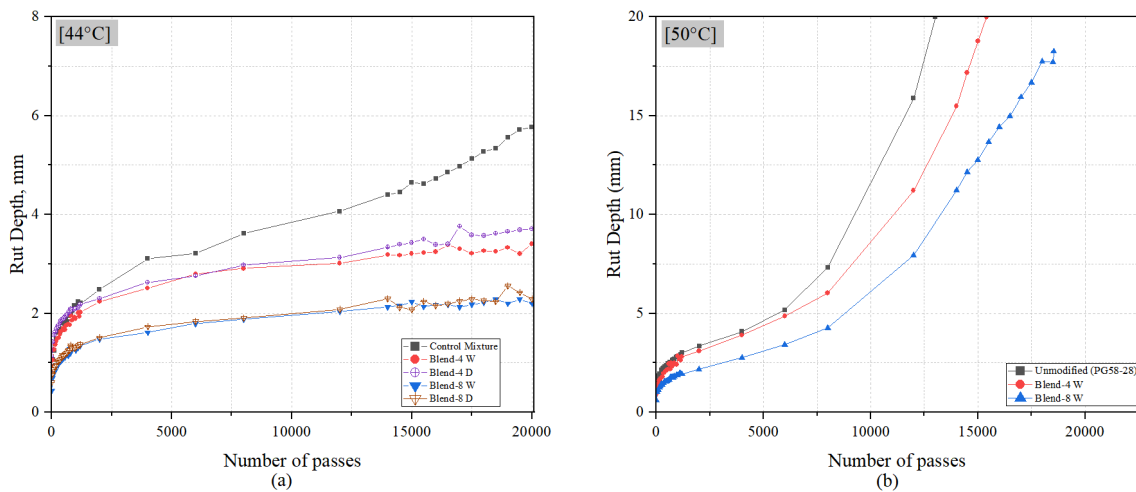 [44°C]
Rut Depth, mm
8
6
4
2
0
0 5000 10000 15000 20000
Control Mixture
Blend-4 W
Blend-4 D
Blend-8 W
Blend-8 D
Number of passes
(a)
[50°C]
Rut Depth (mm)
20
15
10
5
0
0 5000 10000 15000 20000
Unmodified (PG58-28)
Blend-4 W
Blend-8 W
Number of passes
(b)